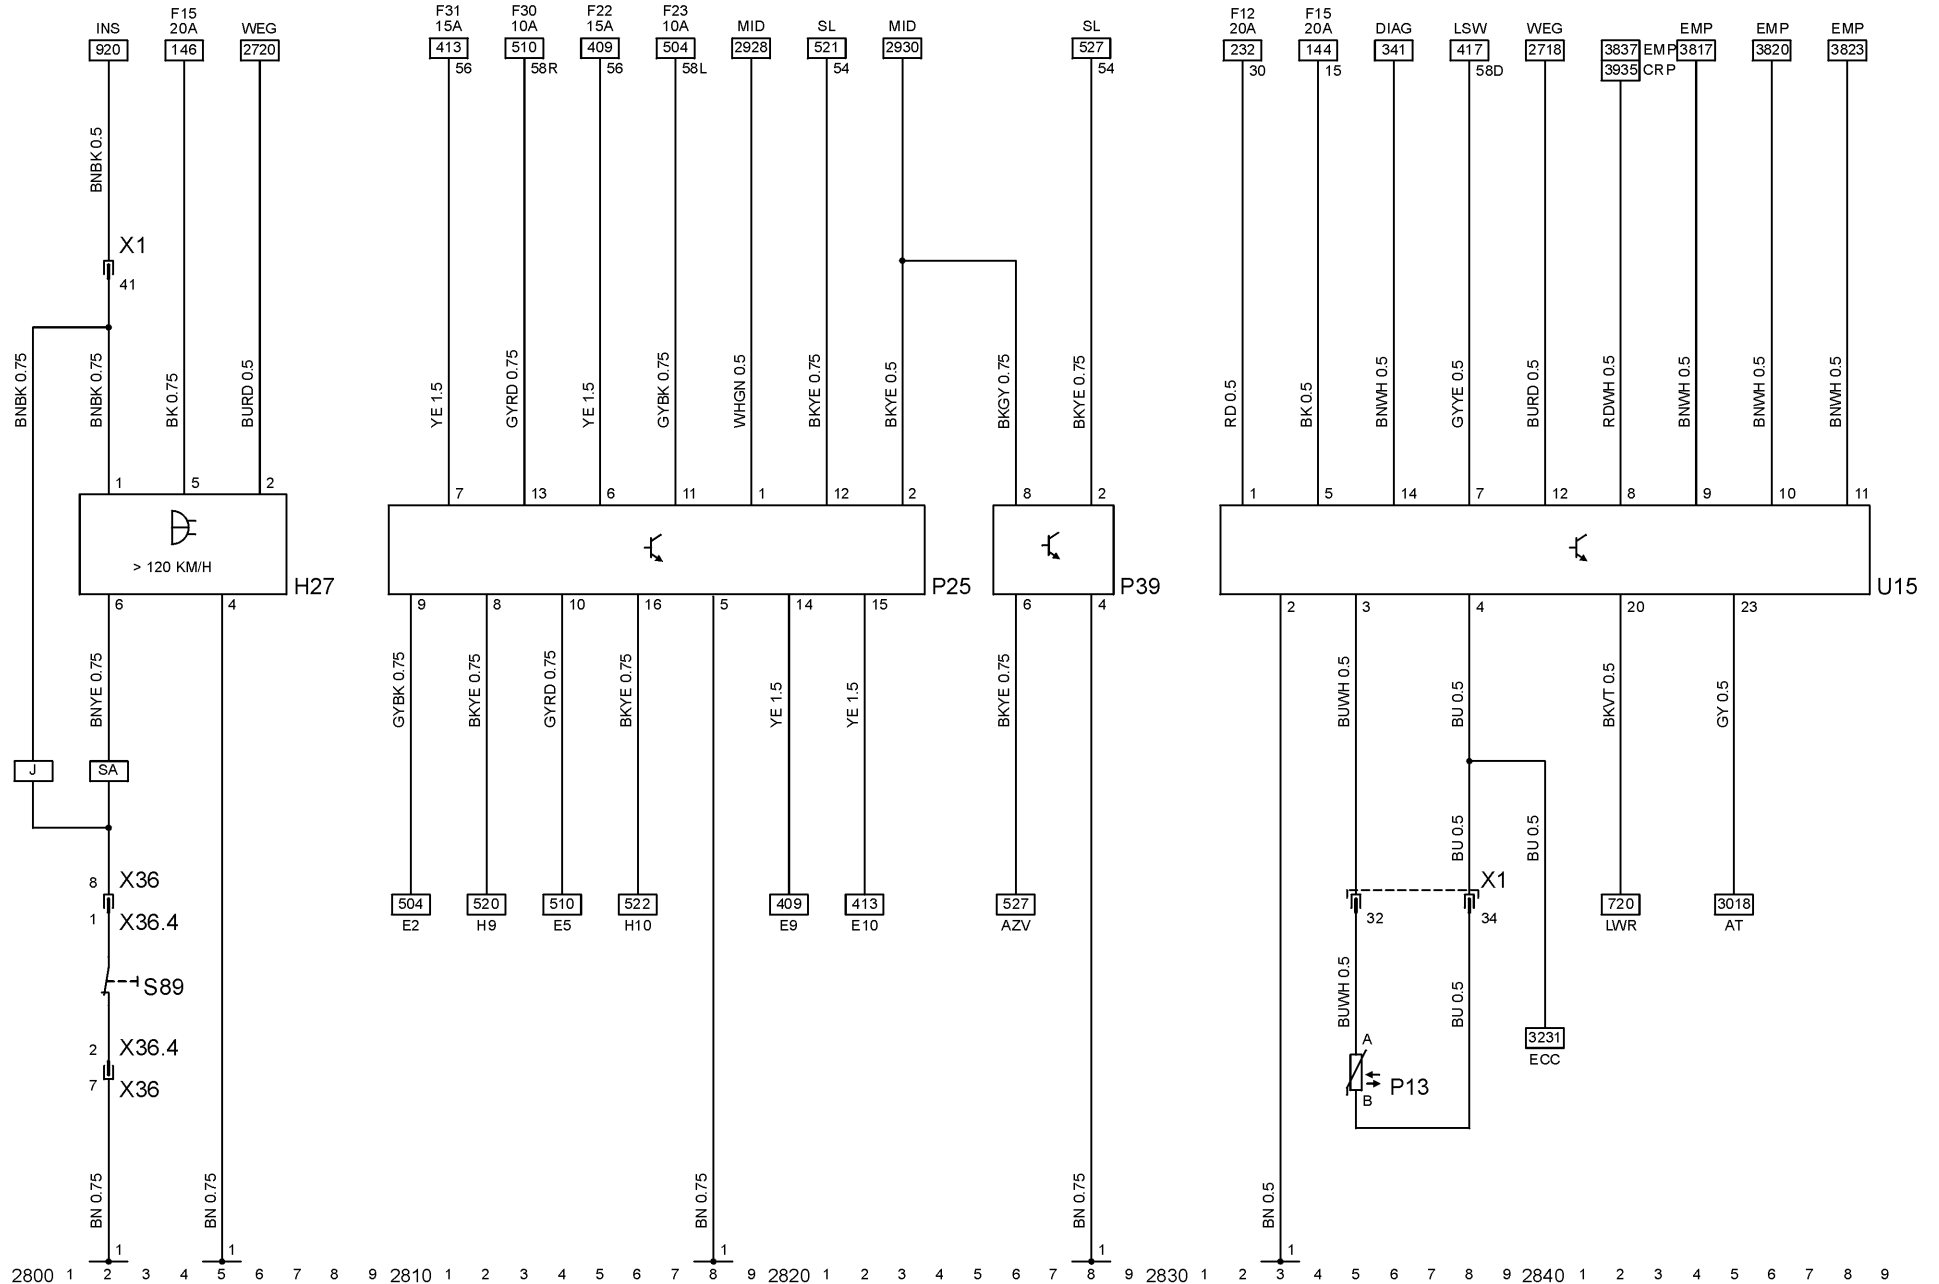 F31 F30 F22 F23 F12 F15
F15
INS 20A WEG 15A 10A 15A 10A MID SL MID SL 20A 20A DIAG LSW WEG EMP EMP EMP
920 146 2720 413 510 409 504 2928 521 2930 527 232 144 341 417 2718 3837 EMP 3817 3820 3823
56 58R 56 58L 54 54 30 15 58D 3935 CRP
BNBK 0.5
X1
41
BNBK 0.75 BNBK 0.75 BK 0.75 BURD 0.5 YE 1.5 GYRD 0.75 YE 1.5 GYBK 0.75 WHGN 0.5 BKYE 0.75 BKYE 0.5 BKGY 0.75 BKYE 0.75 RD 0.5 BK 0.5 BNWH 0.5 GYYE 0.5 BURD 0.5 RDWH 0.5 BNWH 0.5 BNWH 0.5 BNWH 0.5
1 5 2 7 13 6 11 1 12 2 8 2 1 5 14 7 12 8 9 10 11
> 120 KM/H
H27 P25 P39 U15
6 4 9 8 10 16 5 14 15 6 4 2 3 4 20 23
BNYE 0.75 GYBK 0.75 BKYE 0.75 GYRD 0.75 BKYE 0.75 YE 1.5 YE 1.5 BKYE 0.75 BUWH 0.5 BU 0.5 BKVT 0.5 GY 0.5
J SA
BU 0.5 BU 0.5
8 X36 X1
504 520 510 522 409 413 527 720 3018
1 X36.4 32 34
E2 H9 E5 H10 E9 E10 AZV LWR AT
S89
BUWH 0.5 BU 0.5
2 X36.4 A 3231
ECC
7 X36 P13
B
BN 0.75 BN 0.75 BN 0.75 BN 0.75 BN 0.5
1 1 1 1 1
2800 1 2 3 4 5 6 7 8 9 2810 1 2 3 4 5 6 7 8 9 2820 1 2 3 4 5 6 7 8 9 2830 1 2 3 4 5 6 7 8 9 2840 1 2 3 4 5 6 7 8 9